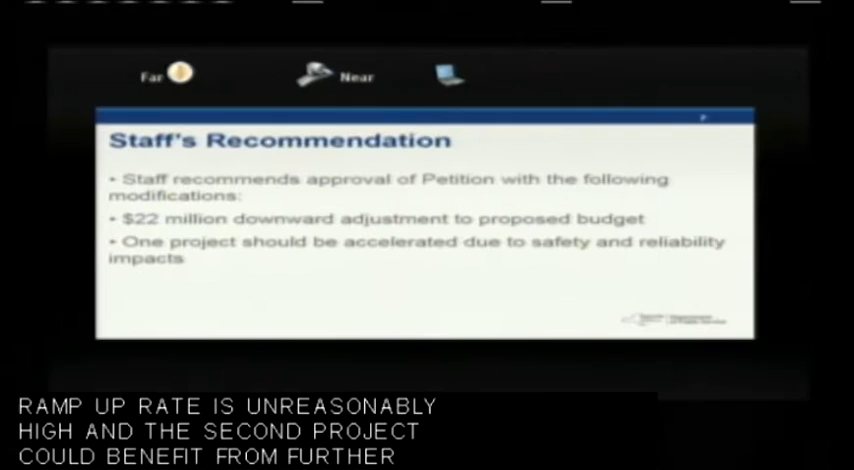 Far Near
Staff's Recommendation
• Staff recommends approval of Petition with the following
modifications:
• $22 million downward adjustment to proposed budget
• One project should be accelerated due to safety and reliability
impacts
RAMP UP RATE IS UNREASONABLY
HIGH AND THE SECOND PROJECT
COULD BENEFIT FROM FURTHER